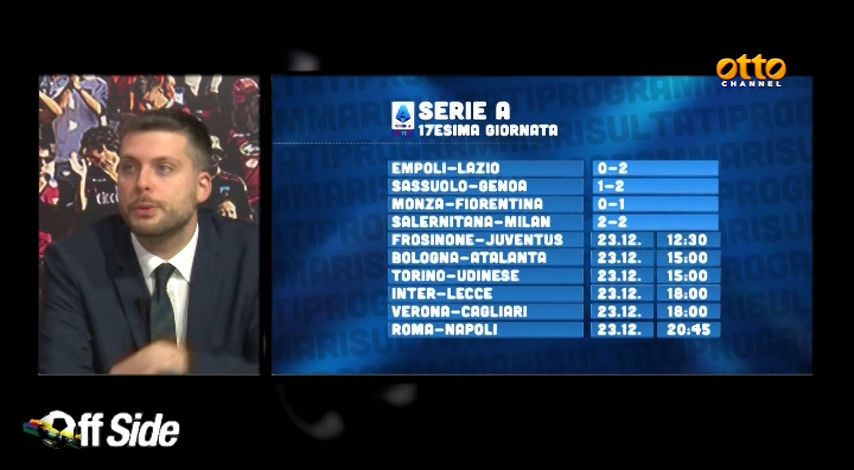 otto
CHANNEL
SERIE A
17ESIMA GIORNATA
EMPOLI-LAZIO 0-2
SASSUOLO-GENOA 1-2
MONZA-FIORENTINA 0-1
SALERNITANA-MILAN 2-2
FROSINONE-JUVENTUS 23.12. 12:30
BOLOGNA-ATALANTA 23.12. 15:00
TORINO-UDINESE 23.12. 15:00
INTER-LECCE 23.12. 18:00
VERONA-CAGLIARI 23.12. 18:00
ROMA-NAPOLI 23.12. 20:45
Off Side